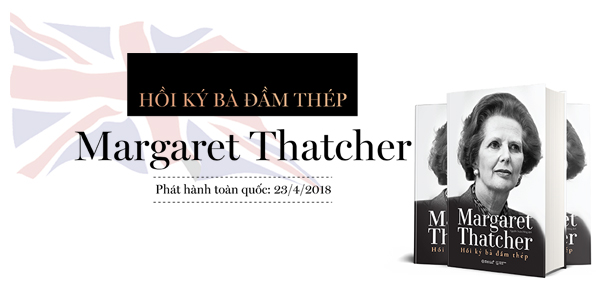 HỒI KÝ BÀ ĐẦM THÉP
Margaret Thatcher
Phát hành toàn quốc: 23/4/2018
Margaret
Thatcher
Hồi ký bà đầm thép